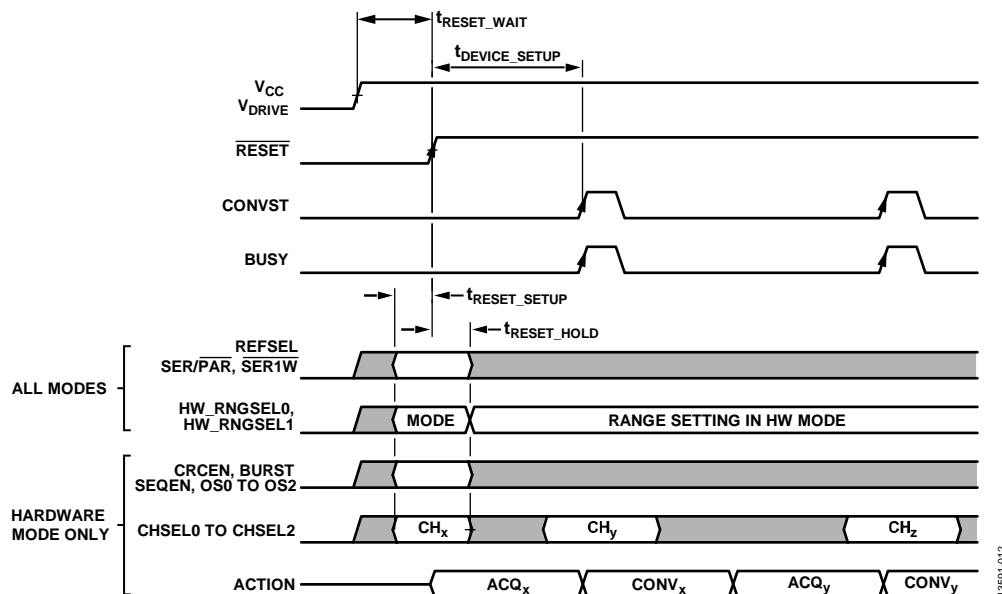 tRESET_WAIT
tDEVICE_SETUP
VCC
VDRIVE
RESET
CONVST
BUSY
tRESET_SETUP
tRESET_HOLD
ALL MODES
REFSEL
SER/PAR, SER1W
HW_RNGSEL0,
HW_RNGSEL1
MODE
RANGE SETTING IN HW MODE
HARDWARE
MODE ONLY
CRCEN, BURST
SEQEN, OS0 TO OS2
CHSEL0 TO CHSEL2
CHx
CHy
CHz
ACTION
ACQx
CONVx
ACQy
CONVy